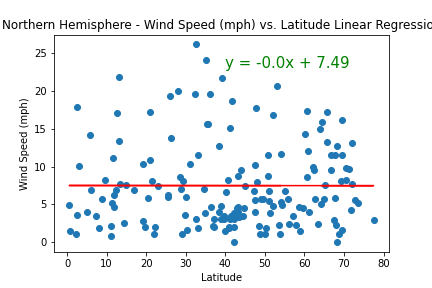 Northern Hemisphere - Wind Speed (mph) vs. Latitude Linear Regressio
y = -0.0x + 7.49
Wind Speed (mph)
25
20
15
10
5
0
0 10 20 30 40 50 60 70 80
Latitude